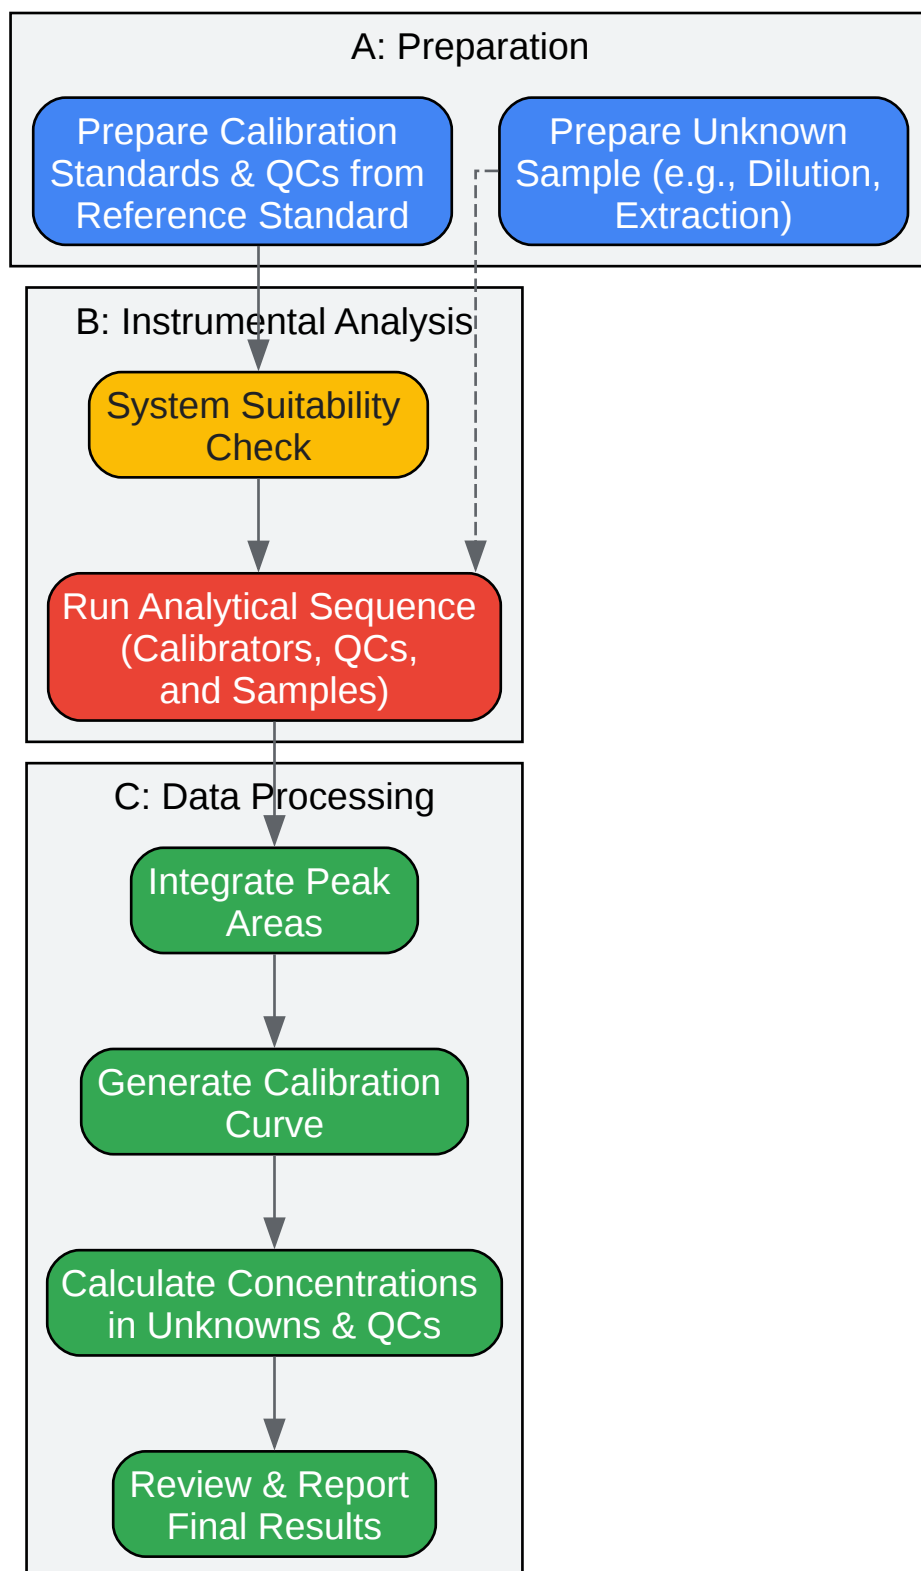 A: Preparation
Prepare Calibration
Standards & QCs from
Reference Standard
Prepare Unknown
Sample (e.g., Dilution,
Extraction)
B: Instrumental Analysis
System Suitability
Check
Run Analytical Sequence
(Calibrators, QCs,
and Samples)
C: Data Processing
Integrate Peak
Areas
Generate Calibration
Curve
Calculate Concentrations
in Unknowns & QCs
Review & Report
Final Results